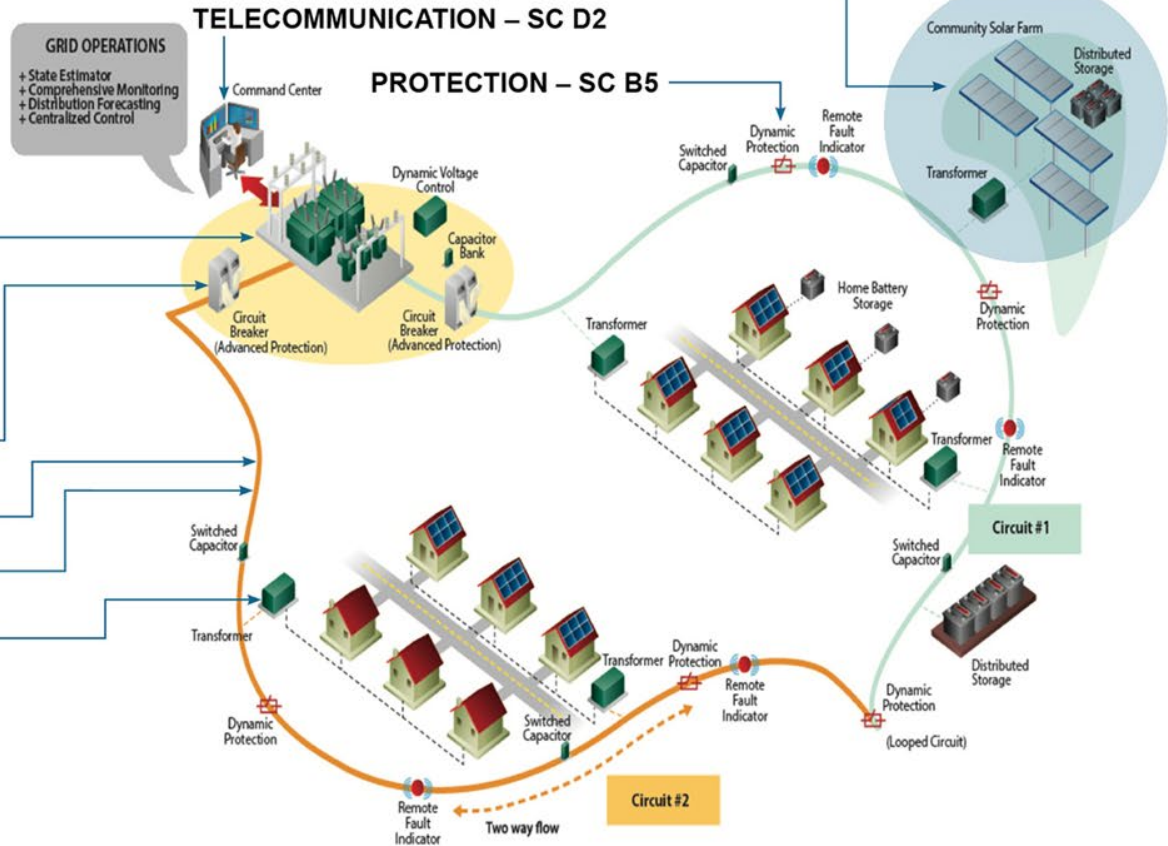 TELECOMMUNICATION – SC D2
GRID OPERATIONS
+ State Estimator
+ Comprehensive Monitoring
+ Distribution Forecasting
+ Centralized Control
Command Center
PROTECTION – SC B5
Community Solar Farm
Distributed
Storage
Transformer
Dynamic
Protection
Remote
Fault
Indicator
Switched
Capacitor
Dynamic Voltage
Control
Capacitor
Bank
Circuit
Breaker
(Advanced Protection)
Circuit
Breaker
(Advanced Protection)
Home Battery
Storage
Dynamic
Protection
Transformer
Transformer
Remote
Fault
Indicator
Circuit #1
Switched
Capacitor
Distributed
Storage
Switched
Capacitor
Transformer
Dynamic
Protection
Transformer
Dynamic
Protection
Remote
Fault
Indicator
Switched
Capacitor
Dynamic
Protection
(Looped Circuit)
Remote
Fault
Indicator
Two way flow
Circuit #2